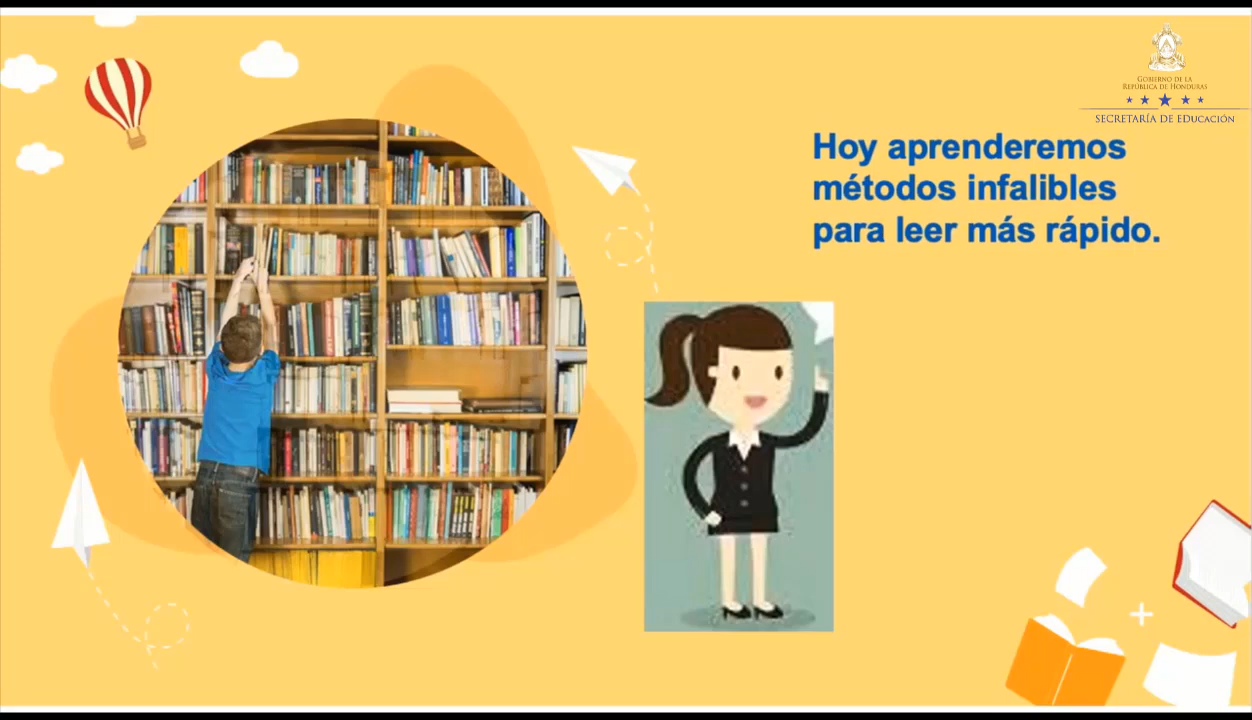 GOBIERNO DE LA
REPÚBLICA DE HONDURAS
SECRETARÍA DE EDUCACIÓN
Hoy aprenderemos
métodos infalibles
para leer más rápido.